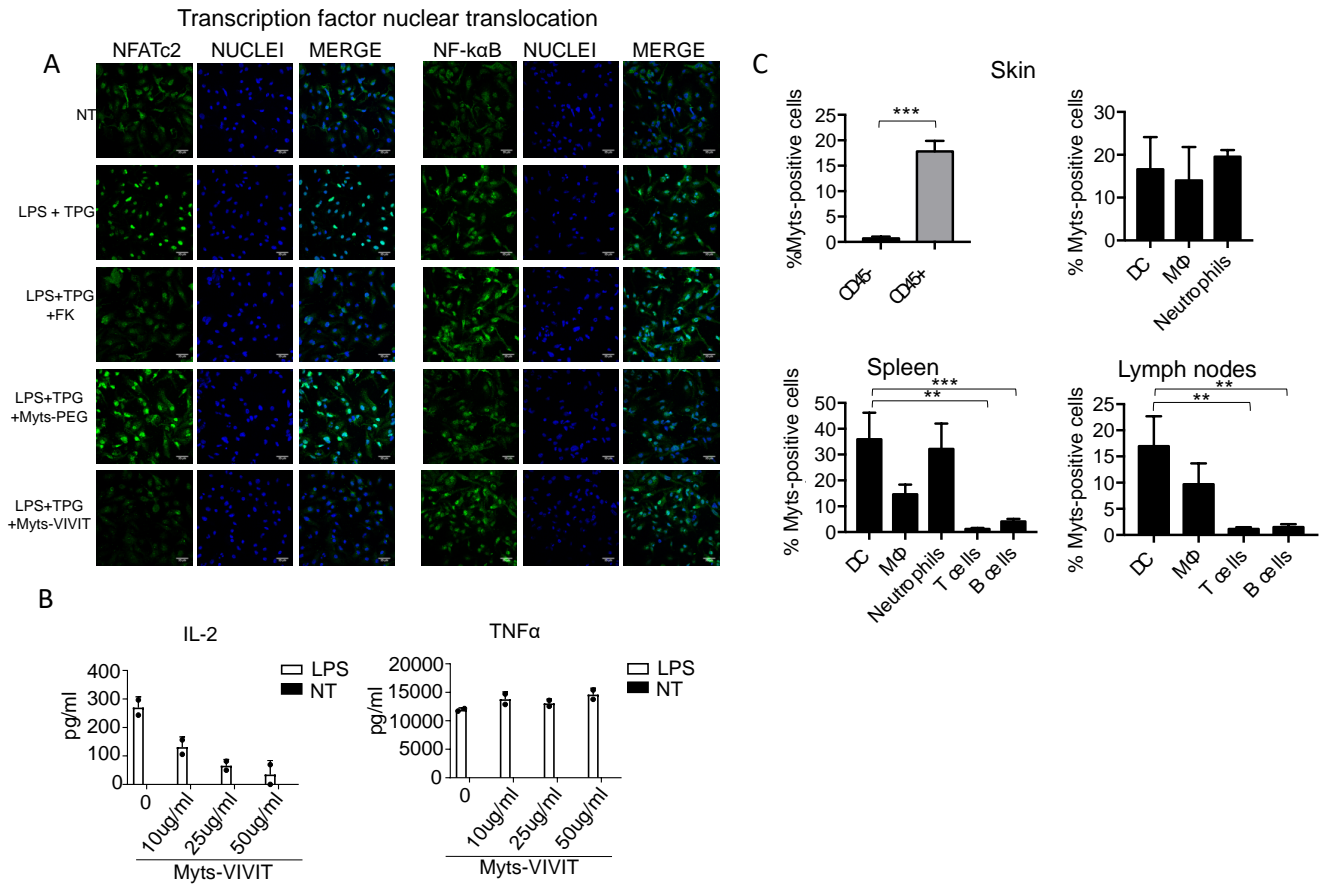 Transcription factor nuclear translocation
A
NFATc2 NUCLEI MERGE NF-kαB NUCLEI MERGE
NT
LPS + TPG
LPS+TPG
+FK
LPS+TPG
+Myts-PEG
LPS+TPG
+Myts-VIVIT
B
IL-2
pg/ml
400
300
200
100
0
LPS
NT
0 10ug/ml 25ug/ml 50ug/ml
Myts-VIVIT
TNFα
pg/ml
20000
15000
10000
5000
0
LPS
NT
0 10ug/ml 25ug/ml 50ug/ml
Myts-VIVIT
C
Skin
%Myts-positive cells
25
20
15
10
5
0
***
CD45- CD45+
% Myts-positive cells
30
20
10
0
DC MΦ Neutrophils
Spleen
% Myts-positive cells
50
40
30
20
10
0
***
**
DC MΦ Neutrophils T cells B cells
Lymph nodes
% Myts-positive cells
25
20
15
10
5
0
**
**
DC MΦ T cells B cells